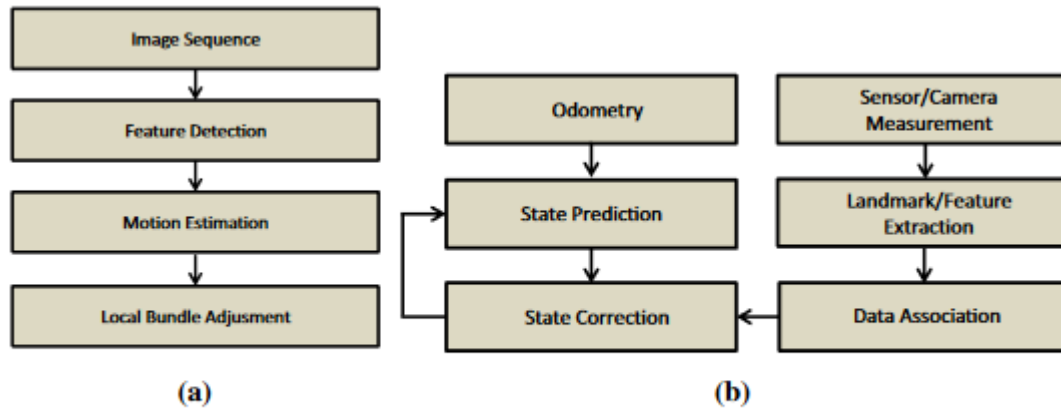 Image Sequence
Feature Detection
Motion Estimation
Local Bundle Adjusment
(a)
Odometry
State Prediction
State Correction
Sensor/Camera
Measurement
Landmark/Feature
Extraction
Data Association
(b)